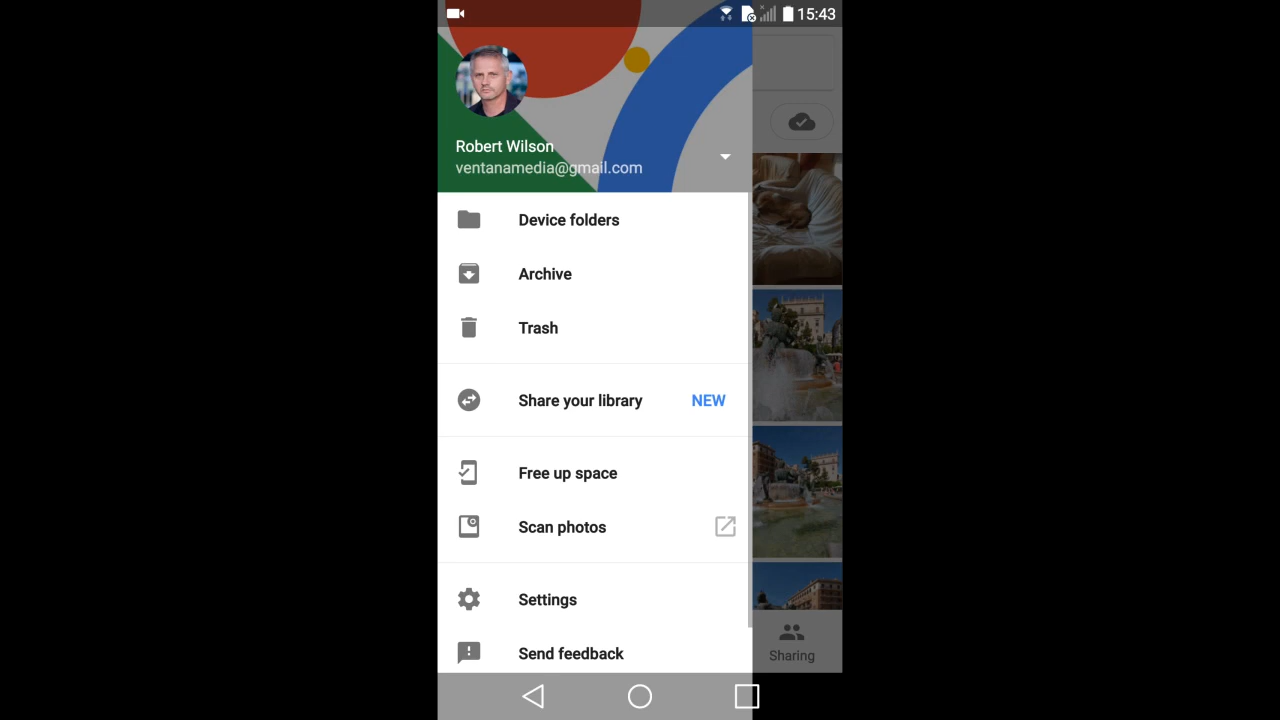 15:43
Robert Wilson
ventanamedia@gmail.com
Device folders
Archive
Trash
Share your library NEW
Free up space
Scan photos
Settings
Send feedback
Sharing